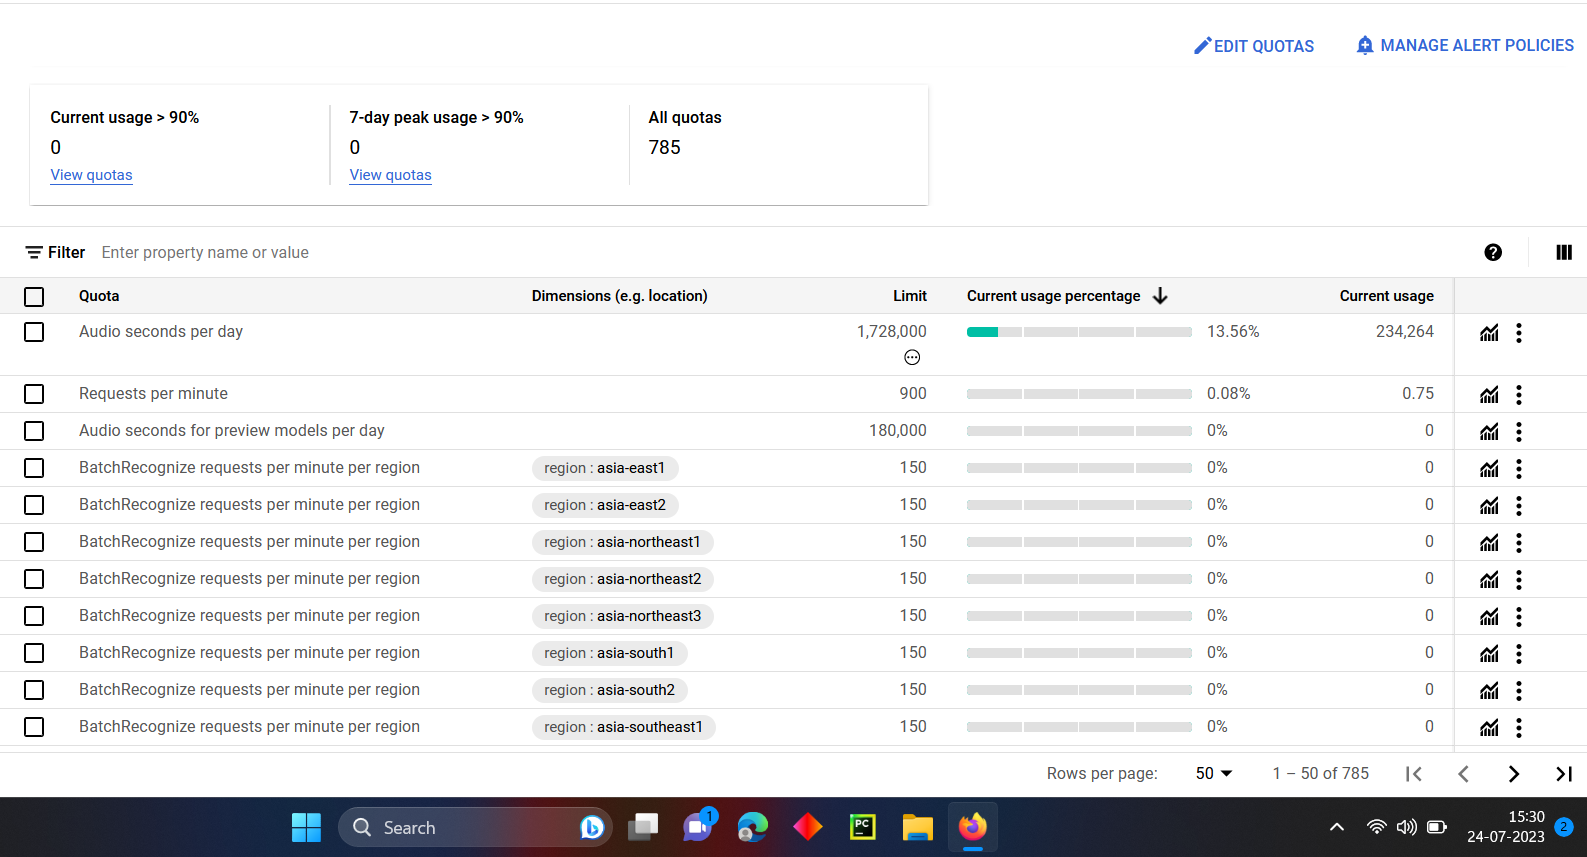 EDIT QUOTAS MANAGE ALERT POLICIES
Current usage > 90% 7-day peak usage > 90% All quotas
0 0 785
View quotas View quotas
Filter Enter property name or value
Quota Dimensions (e.g. location) Limit Current usage percentage Current usage
Audio seconds per day 1,728,000 13.56% 234,264
Requests per minute 900 0.08% 0.75
Audio seconds for preview models per day 180,000 0% 0
BatchRecognize requests per minute per region region : asia-east1 150 0% 0
BatchRecognize requests per minute per region region : asia-east2 150 0% 0
BatchRecognize requests per minute per region region : asia-northeast1 150 0% 0
BatchRecognize requests per minute per region region : asia-northeast2 150 0% 0
BatchRecognize requests per minute per region region : asia-northeast3 150 0% 0
BatchRecognize requests per minute per region region : asia-south1 150 0% 0
BatchRecognize requests per minute per region region : asia-south2 150 0% 0
BatchRecognize requests per minute per region region : asia-southeast1 150 0% 0
Rows per page: 50 1 – 50 of 785
Search 1 PC 15:30
24-07-2023 2